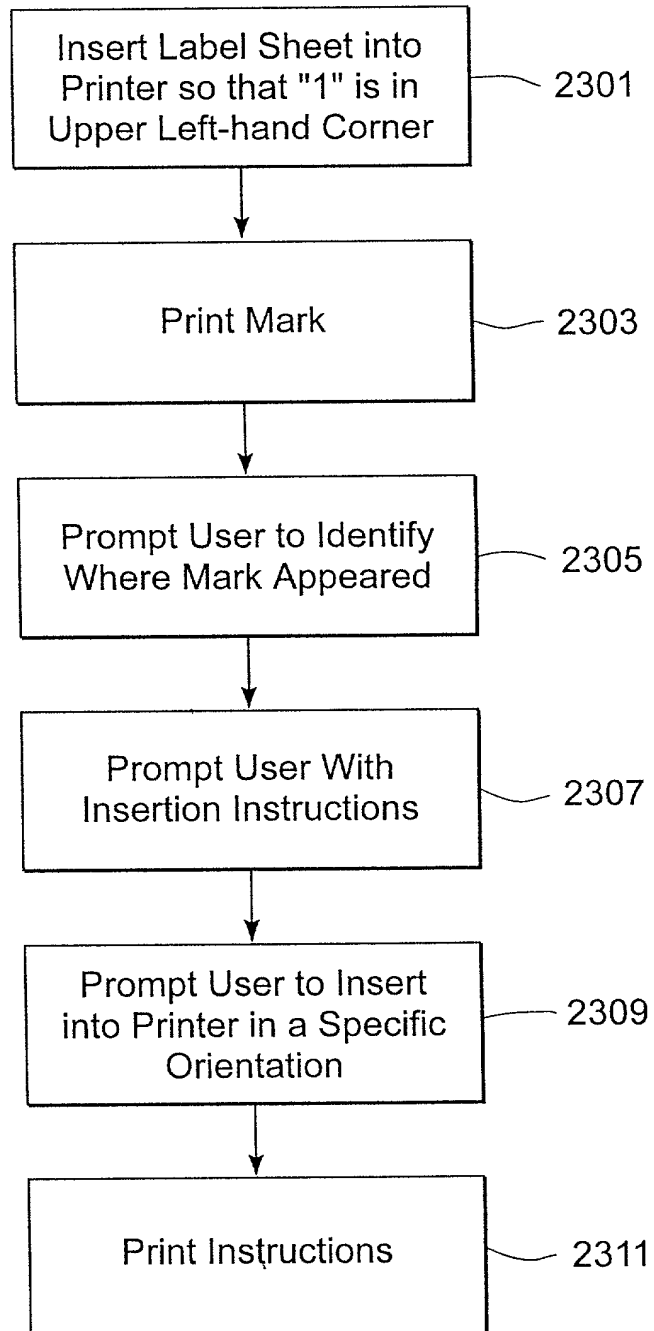 Insert Label Sheet into
Printer so that "1" is in
Upper Left-hand Corner
2301
Print Mark
2303
Prompt User to Identify
Where Mark Appeared
2305
Prompt User With
Insertion Instructions
2307
Prompt User to Insert
into Printer in a Specific
Orientation
2309
Print Instructions
2311